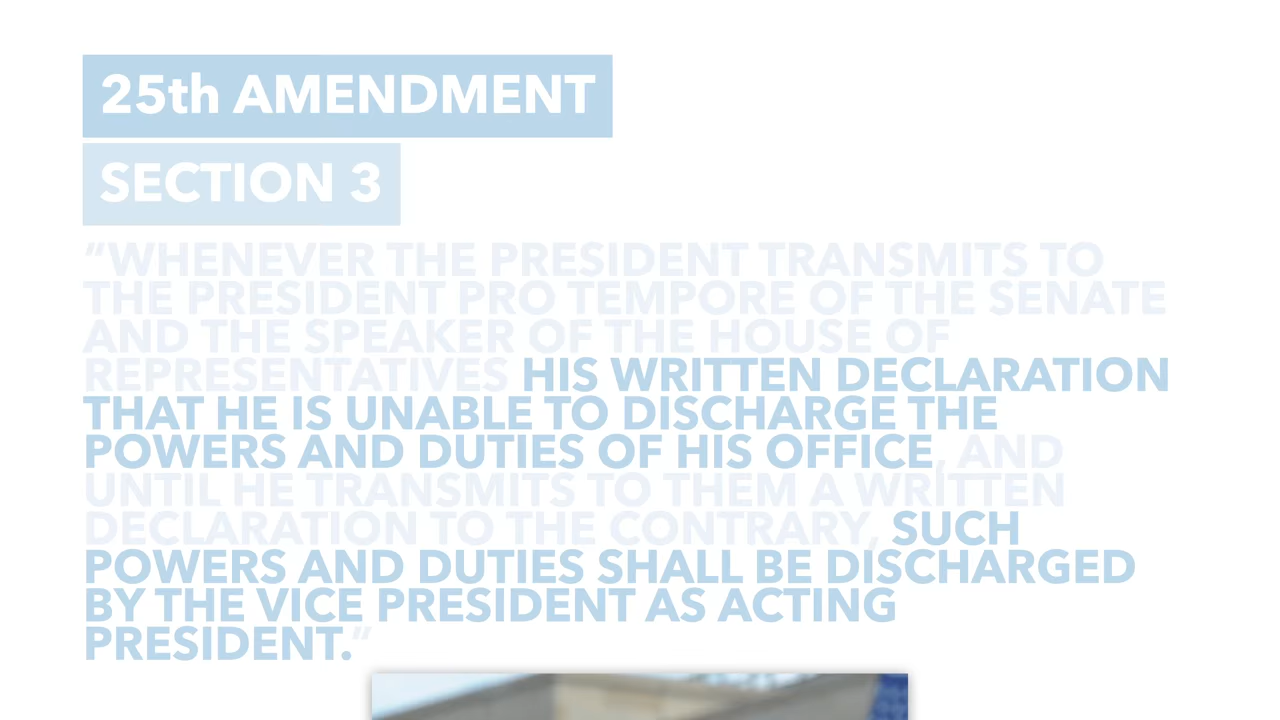 25th AMENDMENT
SECTION 3
“WHENEVER THE PRESIDENT TRANSMITS TO
THE PRESIDENT PRO TEMPORE OF THE SENATE
AND THE SPEAKER OF THE HOUSE OF
REPRESENTATIVES HIS WRITTEN DECLARATION
THAT HE IS UNABLE TO DISCHARGE THE
POWERS AND DUTIES OF HIS OFFICE, AND
UNTIL HE TRANSMITS TO THEM A WRITTEN
DECLARATION TO THE CONTRARY, SUCH
POWERS AND DUTIES SHALL BE DISCHARGED
BY THE VICE PRESIDENT AS ACTING
PRESIDENT.”